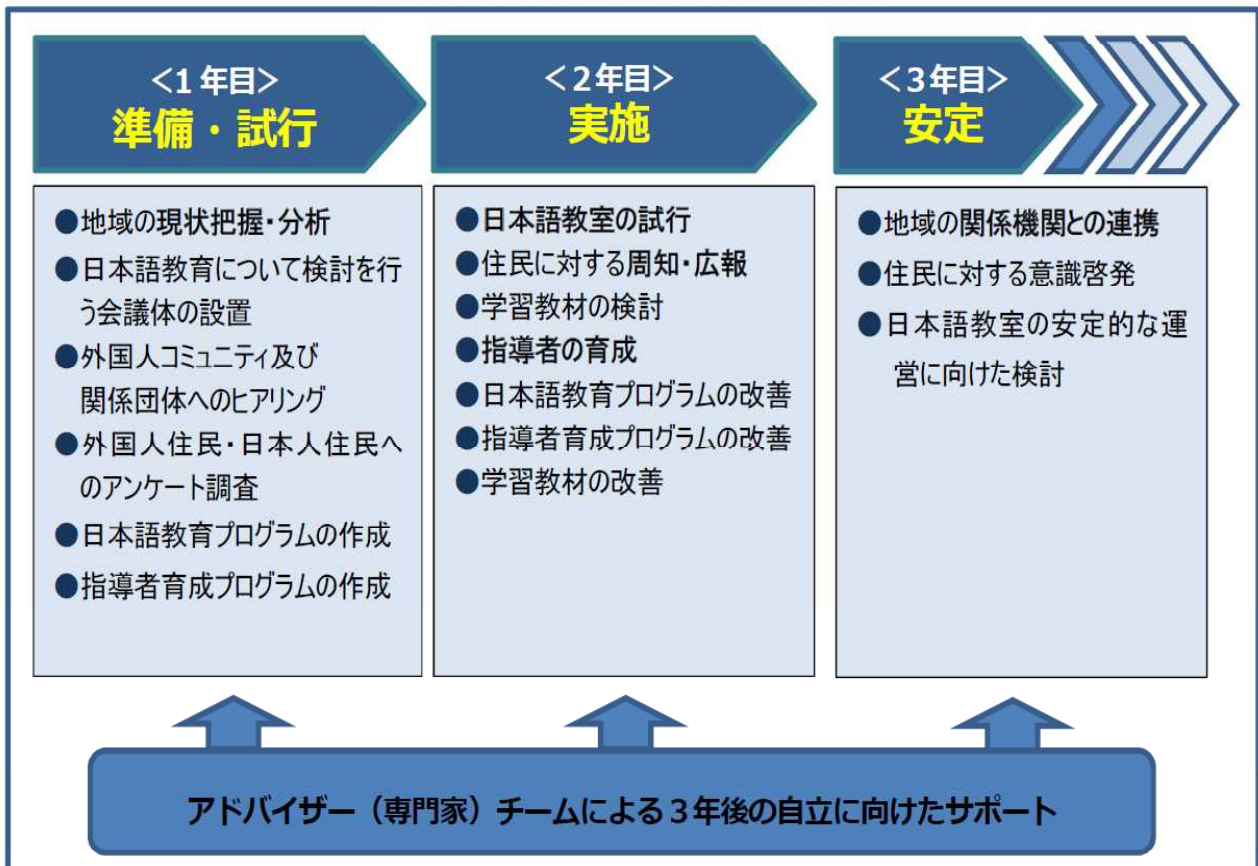 <1年目>
準備・試行
●地域の現状把握・分析
●日本語教育について検討を行
う会議体の設置
●外国人コミュニティ及び
関係団体へのヒアリング
●外国人住民・日本人住民へ
のアンケート調査
●日本語教育プログラムの作成
●指導者育成プログラムの作成
<2年目>
実施
●日本語教室の試行
●住民に対する周知・広報
●学習教材の検討
●指導者の育成
●日本語教育プログラムの改善
●指導者育成プログラムの改善
●学習教材の改善
<3年目>
安定
●地域の関係機関との連携
●住民に対する意識啓発
●日本語教室の安定的な運
営に向けた検討
アドバイザー（専門家）チームによる3年後の自立に向けたサポート